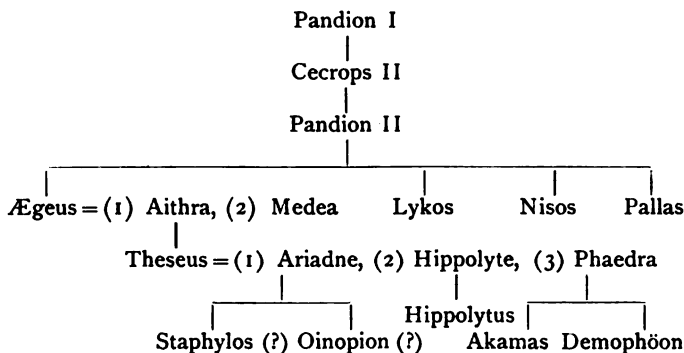 Pandion I
Cecrops II
Pandion II
Ægeus = (1) Aithra, (2) Medea Lykos Nisos Pallas
Theseus = (1) Ariadne, (2) Hippolyte, (3) Phaedra
Hippolytus
Staphylos (?) Oinopion (?) Akamas Demophöon